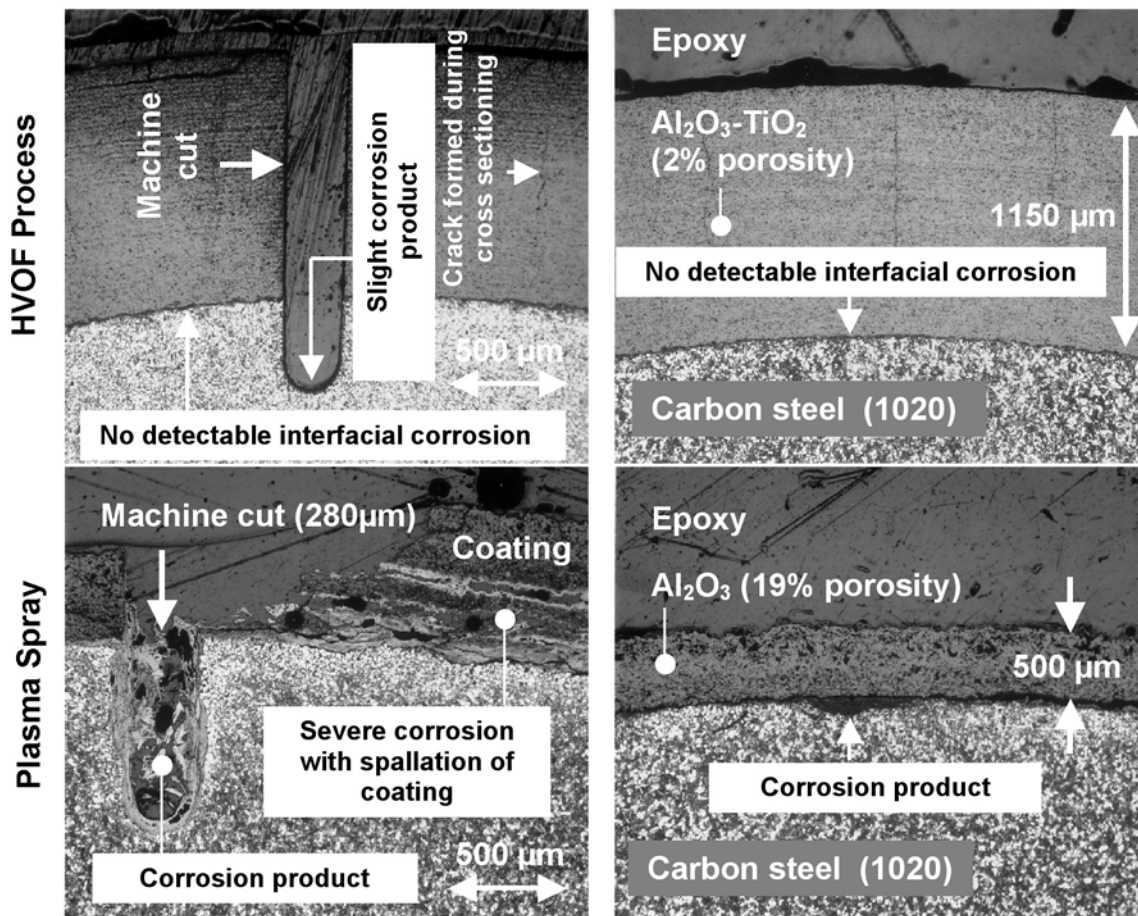 HVOF Process
Machine
cut
Slight corrosion
product
Crack formed during
cross sectioning
500 µm
No detectable interfacial corrosion
Epoxy
Al₂O₃-TiO₂
(2% porosity)
1150 µm
No detectable interfacial corrosion
Carbon steel (1020)
Plasma Spray
Machine cut (280µm)
Coating
Severe corrosion
with spallation of
coating
500 µm
Corrosion product
Epoxy
Al₂O₃ (19% porosity)
500 µm
Corrosion product
Carbon steel (1020)